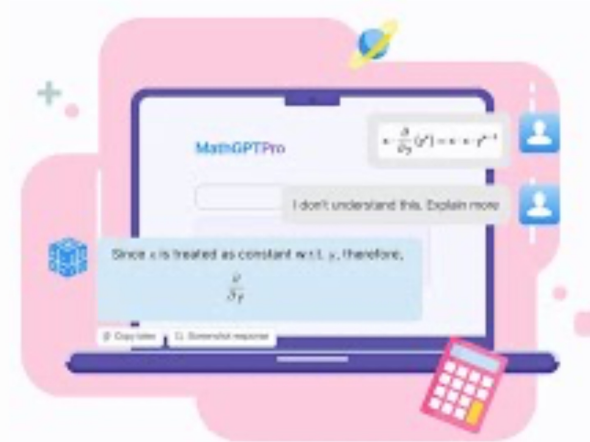 MathGPTPro
I don't understand this. Explain more
Since x is treated as constant w.r.t. y, therefore,
∂/∂y
Copy latex
Screenshot response